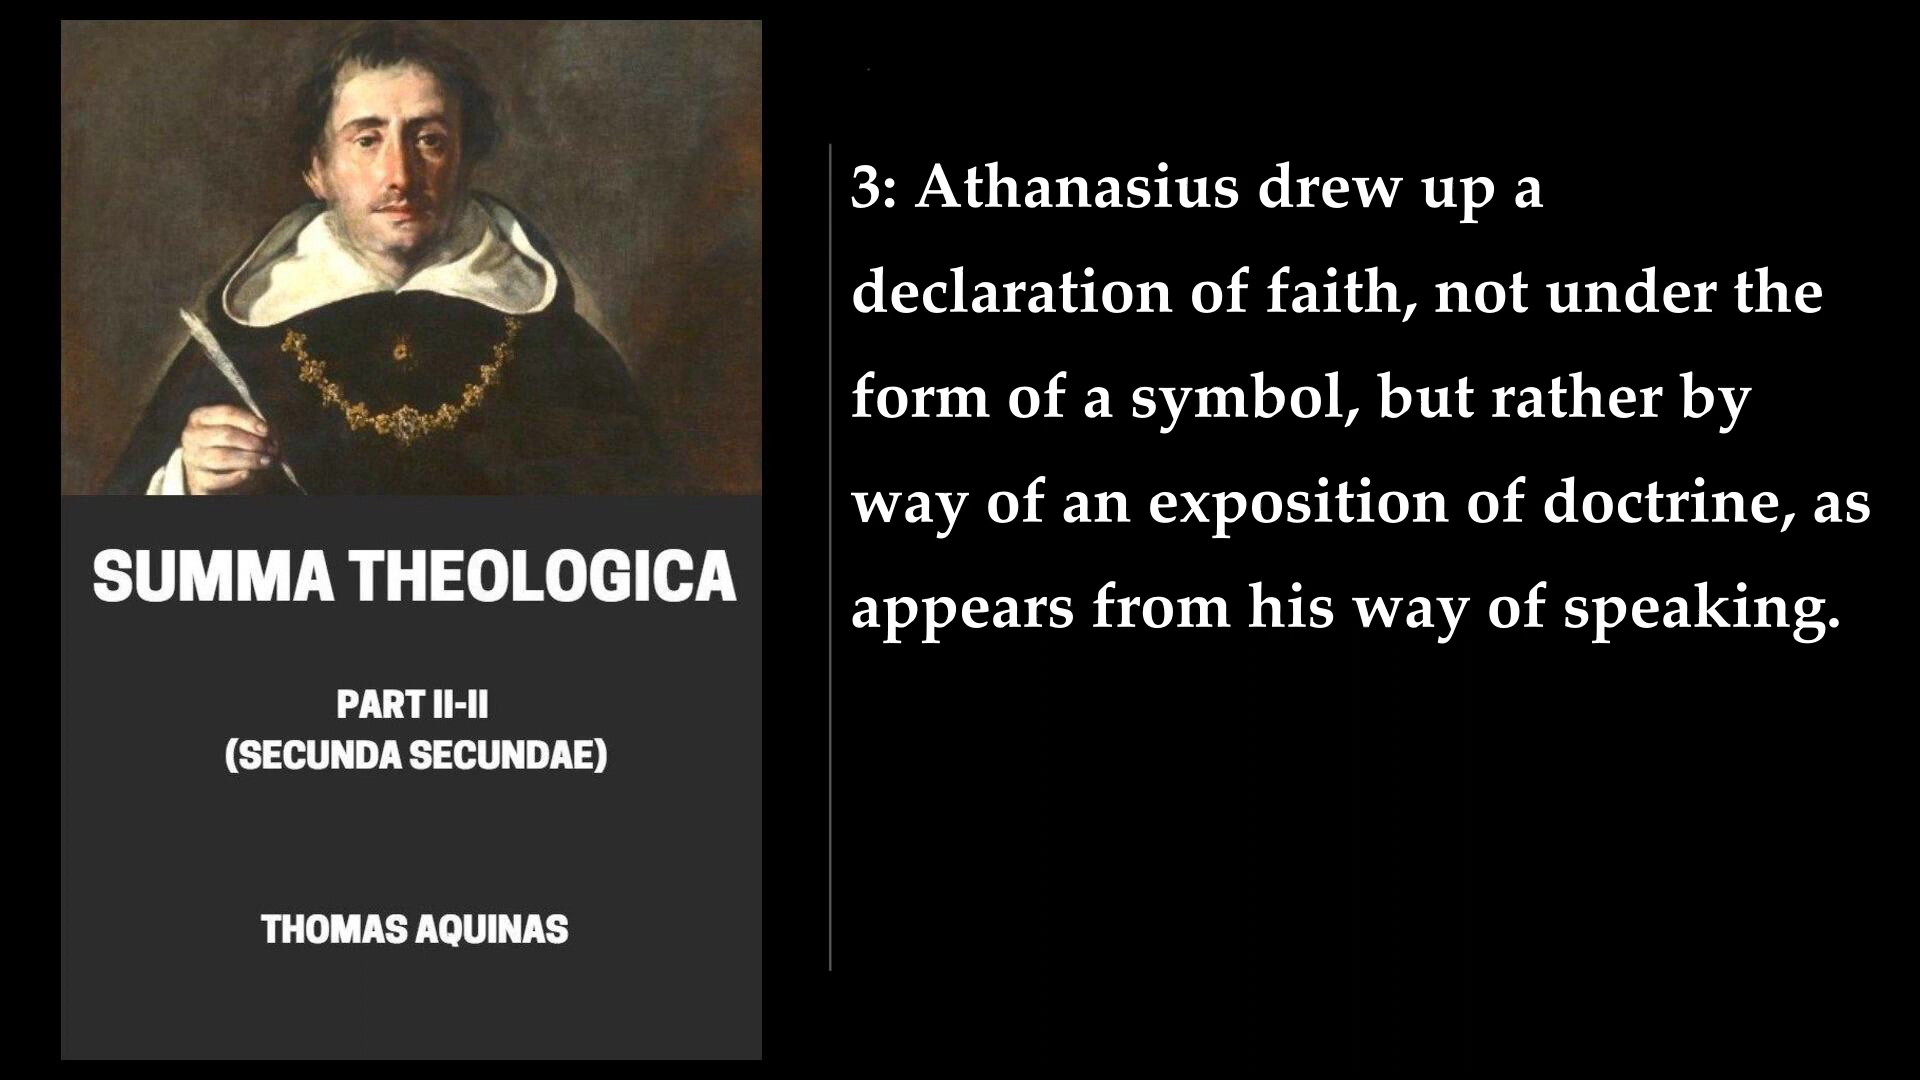 SUMMA THEOLOGICA
PART II-II
(SECUNDA SECUNDAE)
THOMAS AQUINAS
3: Athanasius drew up a
declaration of faith, not under the
form of a symbol, but rather by
way of an exposition of doctrine, as
appears from his way of speaking.